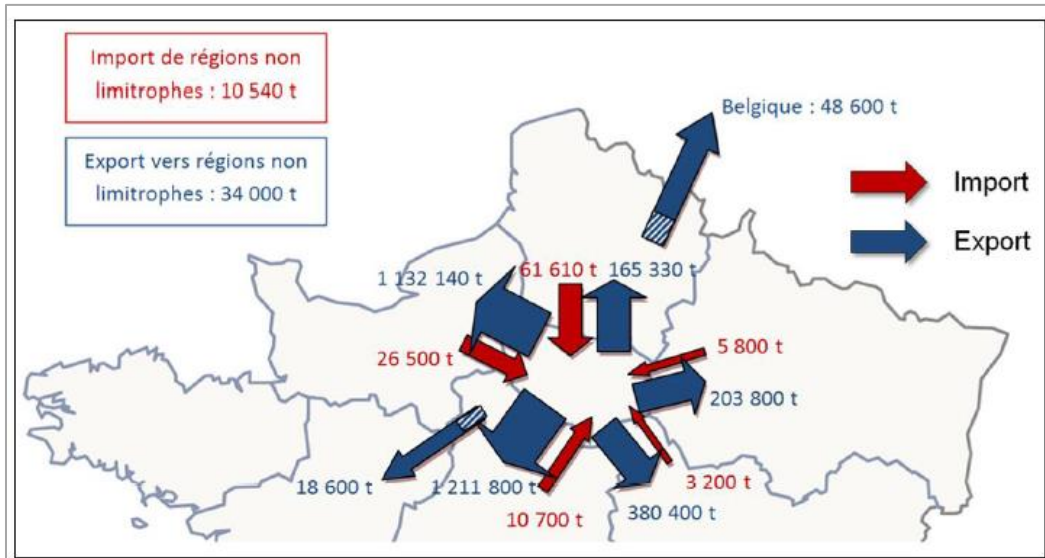 Import de régions non
limitrophes : 10 540 t
Export vers régions non
limitrophes : 34 000 t
Belgique : 48 600 t
Import
Export
1 132 140 t
61 610 t
165 330 t
26 500 t
5 800 t
203 800 t
18 600 t
1 211 800 t
10 700 t
3 200 t
380 400 t